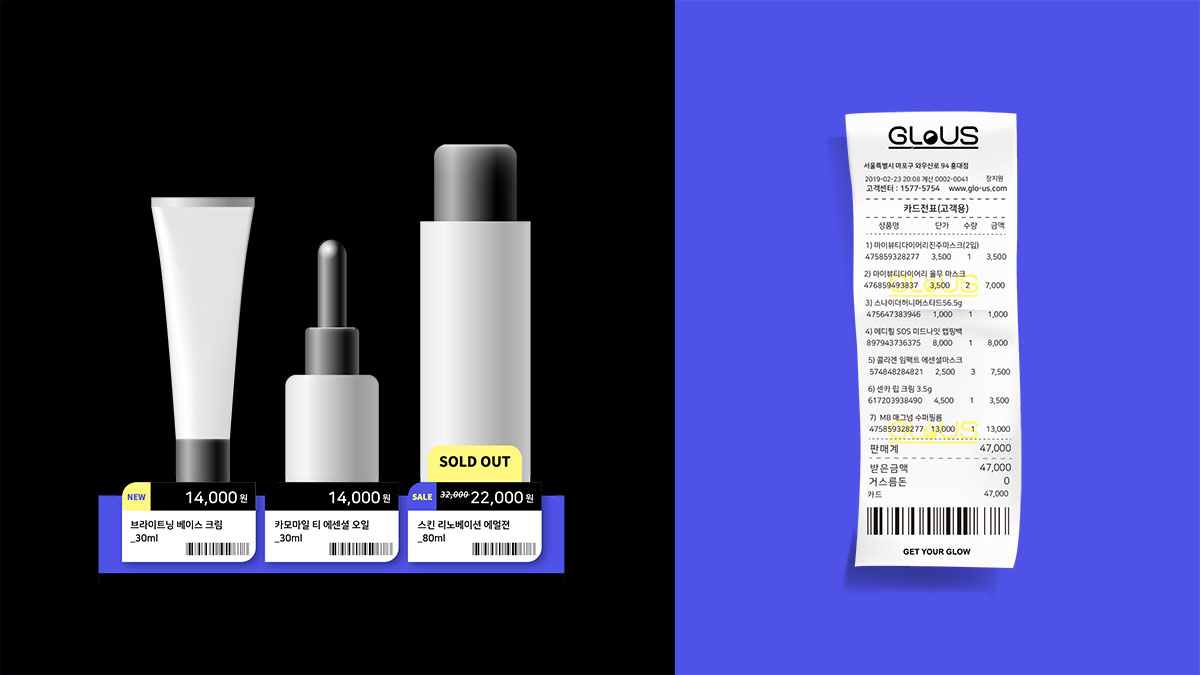 SOLD OUT
NEW 14,000 원
브라이트닝 베이스 크림
_30ml
14,000 원
카모마일 티 에센셜 오일
_30ml
SALE 32,000 22,000 원
스킨 리노베이션 에멀젼
_80ml
GLOUS
서울특별시 마포구 와우산로 94 홍대점
2019-02-23 20:08 계산 0002-0041 장지원
고객센터 : 1577-5754 www.glo-us.com
카드전표(고객용)
상품명 단가 수량 금액
1) 마이뷰티다이어리진주마스크(2입)
475859328277 3,500 1 3,500
2) 마이뷰티다이어리 율무 마스크
476859493837 3,500 2 7,000
GLOUS
3) 스나이더허니머스타드56.5g
475647383946 1,000 1 1,000
4) 메디힐 SOS 미드나잇 캡핑백
897943736375 8,000 1 8,000
5) 콜라겐 임팩트 에센셜마스크
574848284821 2,500 3 7,500
6) 센카 립 크림 3.5g
617203938490 4,500 1 3,500
7) MB 매그넘 수퍼필름
475859328277 13,000 1 13,000
GLOUS
판매계 47,000
받은금액 47,000
거스름돈 0
카드 47,000
GET YOUR GLOW